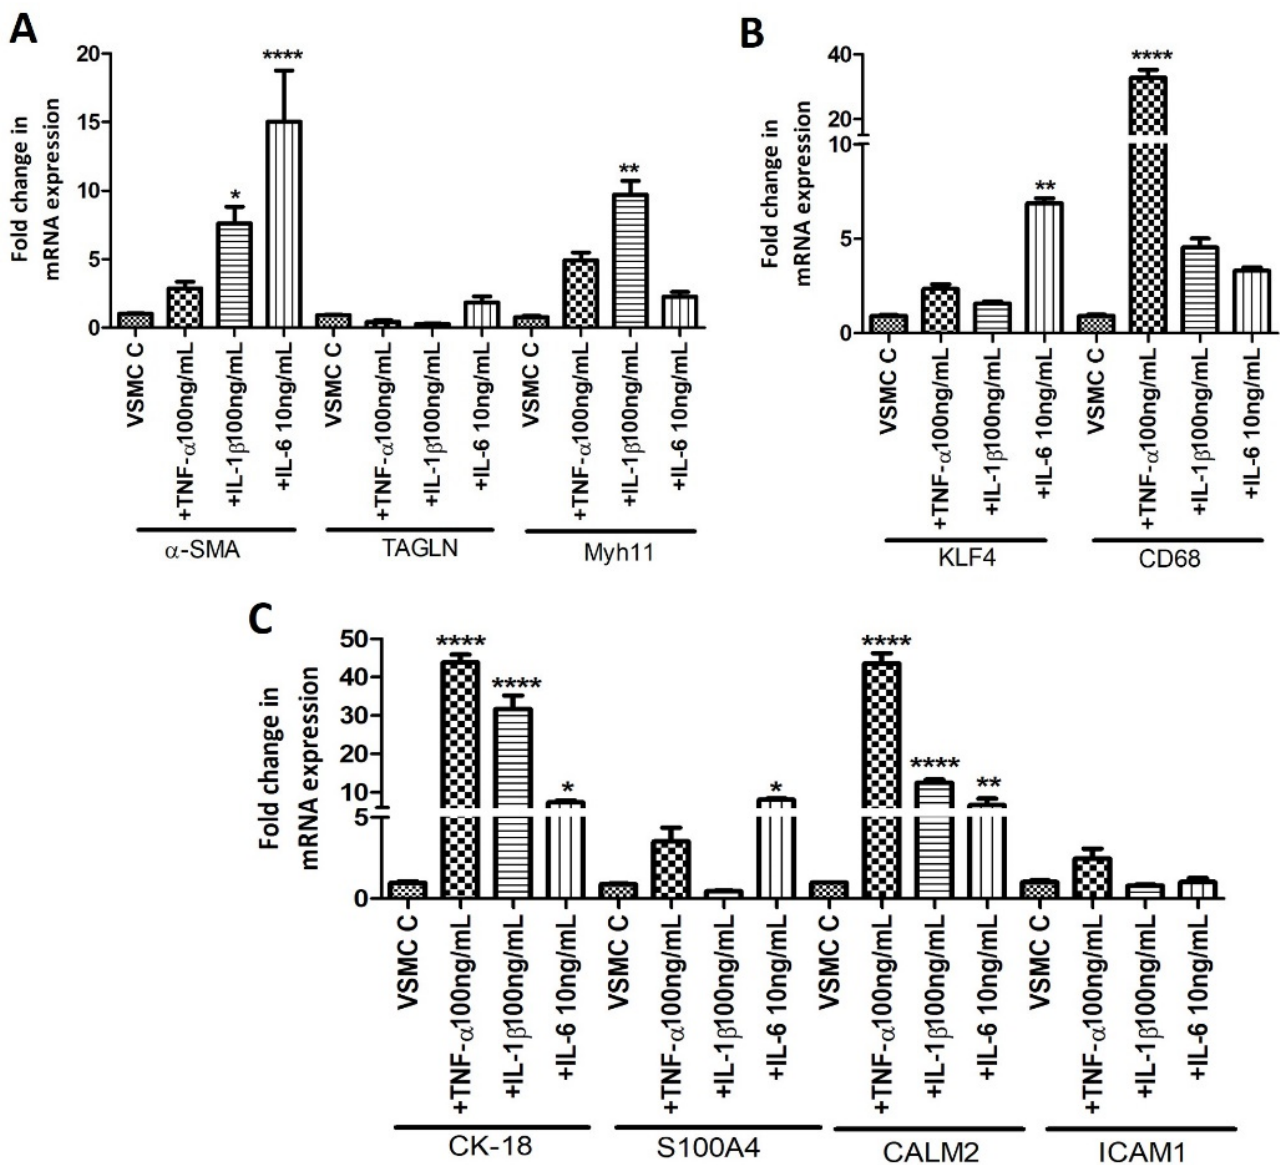 A
Fold change in
mRNA expression
20
15
10
5
0
****
*
**
VSMC C
+TNF-α100ng/mL
+IL-1β100ng/mL
+IL-6 10ng/mL
VSMC C
+TNF-α100ng/mL
+IL-1β100ng/mL
+IL-6 10ng/mL
VSMC C
+TNF-α100ng/mL
+IL-1β100ng/mL
+IL-6 10ng/mL
α-SMA
TAGLN
Myh11
B
Fold change in
mRNA expression
40
20
10
5
0
****
**
VSMC C
+TNF-α100ng/mL
+IL-1β100ng/mL
+IL-6 10ng/mL
VSMC C
+TNF-α100ng/mL
+IL-1β100ng/mL
+IL-6 10ng/mL
KLF4
CD68
C
Fold change in
mRNA expression
50
40
30
20
10
5
0
****
****
*
*
****
****
**
VSMC C
+TNF-α100ng/mL
+IL-1β100ng/mL
+IL-6 10ng/mL
VSMC C
+TNF-α100ng/mL
+IL-1β100ng/mL
+IL-6 10ng/mL
VSMC C
+TNF-α100ng/mL
+IL-1β100ng/mL
+IL-6 10ng/mL
VSMC C
+TNF-α100ng/mL
+IL-1β100ng/mL
+IL-6 10ng/mL
CK-18
S100A4
CALM2
ICAM1